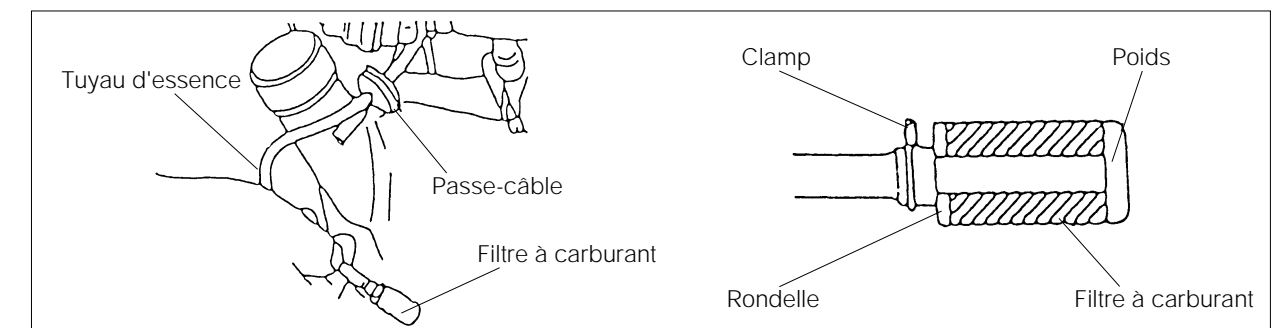 Tuyau d'essence
Passe-câble
Filtre à carburant
Clamp
Poids
Rondelle
Filtre à carburant